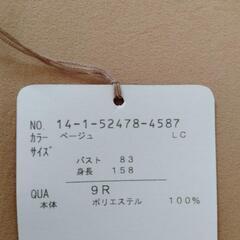 NO. 14-1-52478-4587
カラー ベージュ LC
サイズ
バスト 83
身長 158
9R
QUA
本体 ポリエステル 100%